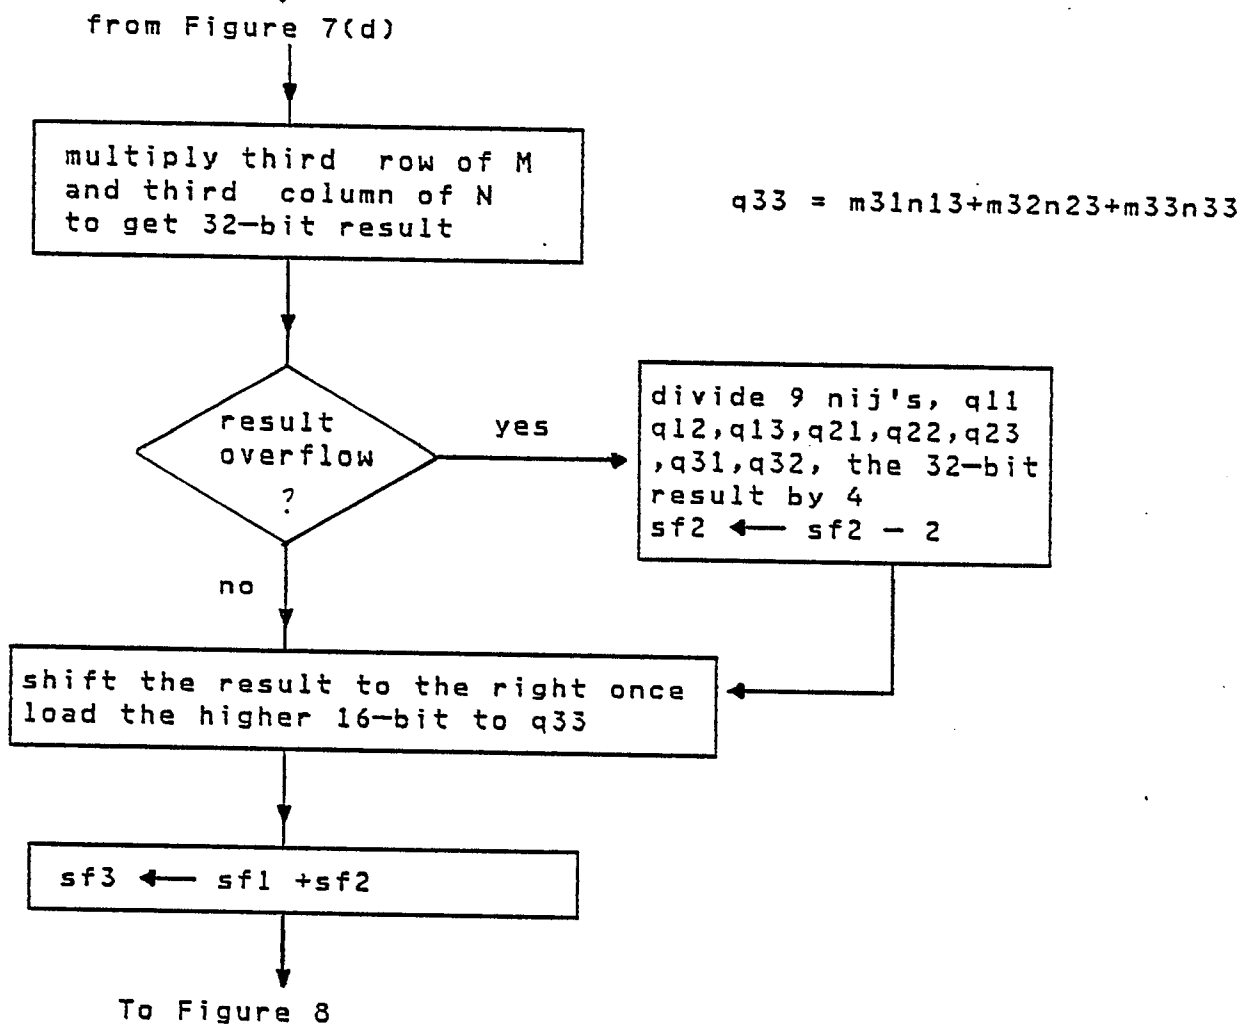 from Figure 7(d)
multiply third row of M
and third column of N
to get 32-bit result
q33 = m31n13+m32n23+m33n33
result
overflow
?
yes
divide 9 nij's, q11
q12,q13,q21,q22,q23
,q31,q32, the 32-bit
result by 4
sf2 ← sf2 - 2
no
shift the result to the right once
load the higher 16-bit to q33
sf3 ← sf1 +sf2
To Figure 8